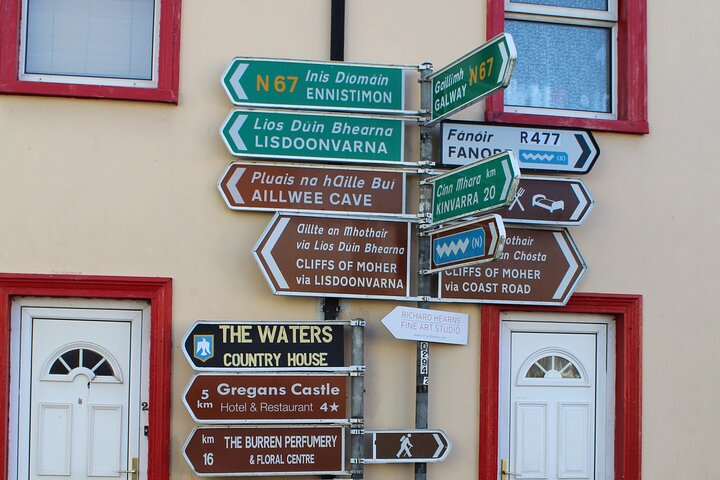 N67 Inis Díomáin
ENNISTIMON
Lios Dúin Bhearna
LISDOONVARNA
Pluais na hAille Buí
AILLWEE CAVE
Ailte an Mhothair
via Lios Dúin Bhearna
CLIFFS OF MOHER
via LISDOONVARNA
Gaillimh N67
GALWAY
Fánóir R477
FANORE (S)
Cinn Mhara km
KINVARRA 20
(N)
an Chósta
CLIFFS OF MOHER
via COAST ROAD
RICHARD HEARNS
FINE ART STUDIO
THE WATERS
COUNTRY HOUSE
5 km Gregans Castle
Hotel & Restaurant 4★
km 16 THE BURREN PERFUMERY
& FLORAL CENTRE
2